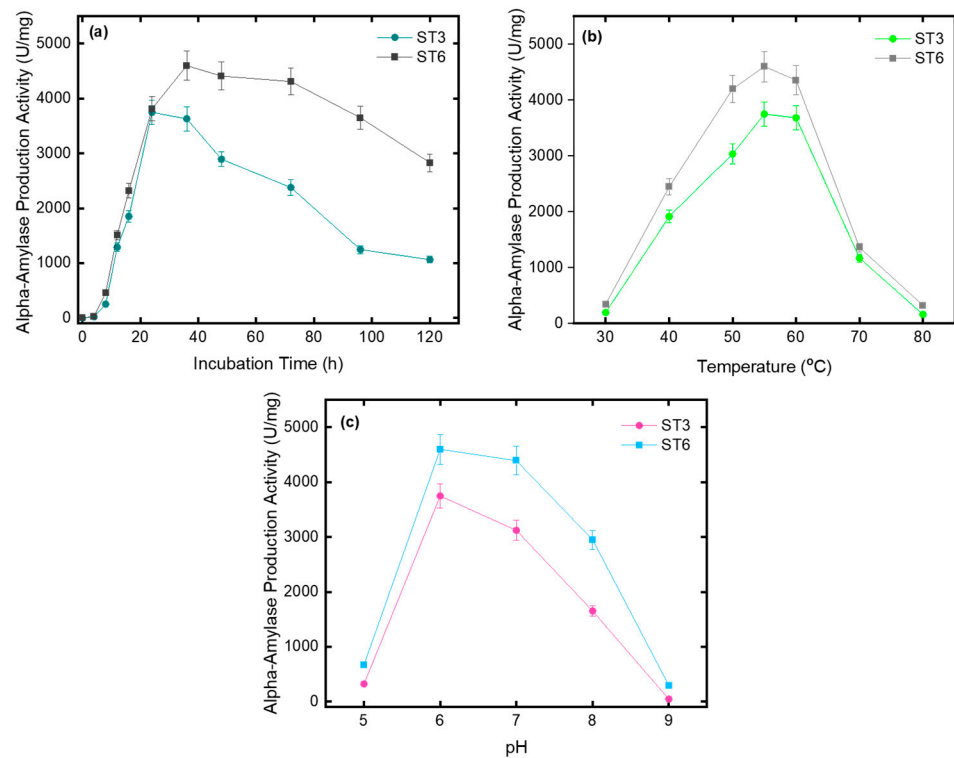 (a)
ST3
ST6
Alpha-Amylase Production Activity (U/mg)
5000
4000
3000
2000
1000
0
0 20 40 60 80 100 120
Incubation Time (h)
(b)
ST3
ST6
Alpha-Amylase Production Activity (U/mg)
5000
4000
3000
2000
1000
0
30 40 50 60 70 80
Temperature (°C)
(c)
ST3
ST6
Alpha-Amylase Production Activity (U/mg)
5000
4000
3000
2000
1000
0
5 6 7 8 9
pH